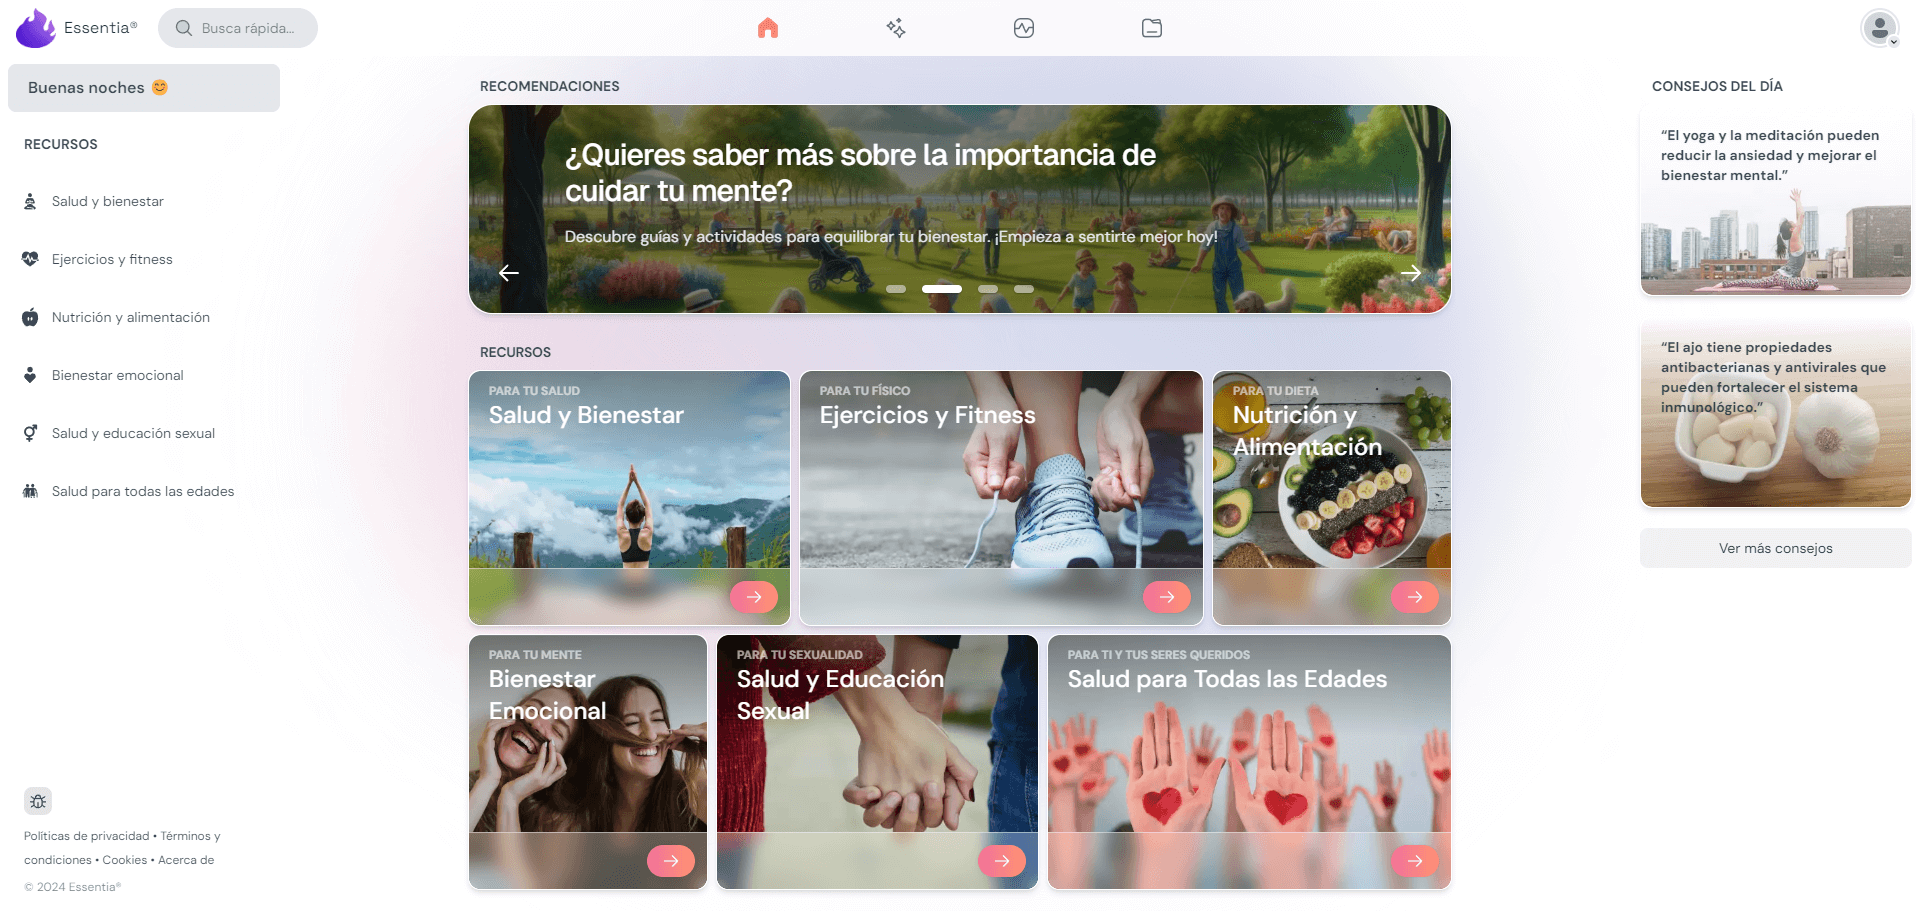 Essentia®
Busca rápida...
Buenas noches 😊
RECURSOS
Salud y bienestar
Ejercicios y fitness
Nutrición y alimentación
Bienestar emocional
Salud y educación sexual
Salud para todas las edades
Políticas de privacidad • Términos y
condiciones • Cookies • Acerca de
© 2024 Essentia®
RECOMENDACIONES
¿Quieres saber más sobre la importancia de
cuidar tu mente?
Descubre guías y actividades para equilibrar tu bienestar. ¡Empieza a sentirte mejor hoy!
RECURSOS
PARA TU SALUD
Salud y Bienestar
PARA TU FÍSICO
Ejercicios y Fitness
PARA TU DIETA
Nutrición y
Alimentación
PARA TU MENTE
Bienestar
Emocional
PARA TU SEXUALIDAD
Salud y Educación
Sexual
PARA TI Y TUS SERES QUERIDOS
Salud para Todas las Edades
CONSEJOS DEL DÍA
“El yoga y la meditación pueden
reducir la ansiedad y mejorar el
bienestar mental.”
“El ajo tiene propiedades
antibacterianas y antivirales que
pueden fortalecer el sistema
inmunológico.”
Ver más consejos